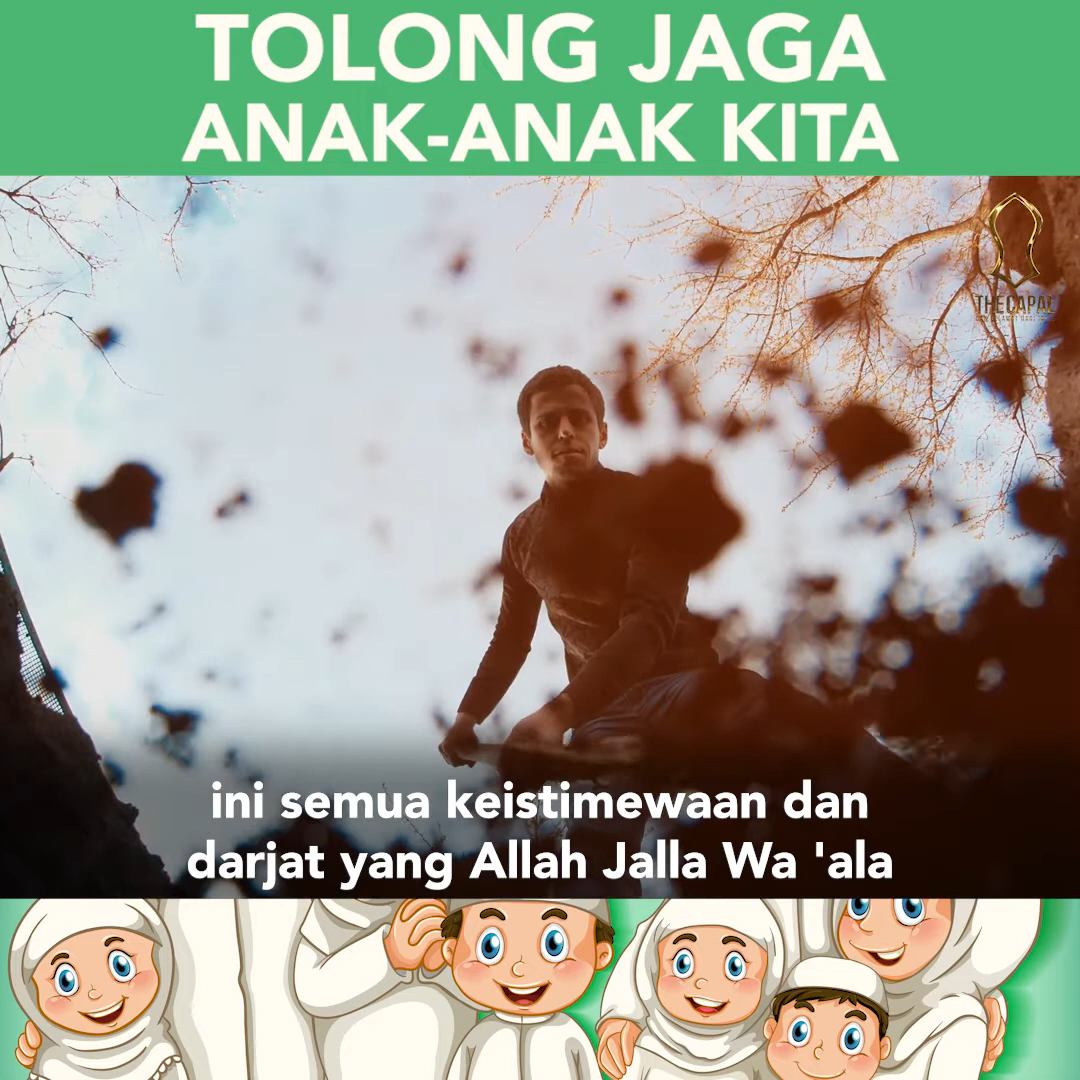 TOLONG JAGA
ANAK-ANAK KITA
THECAPAL
ini semua keistimewaan dan
darjat yang Allah Jalla Wa 'ala